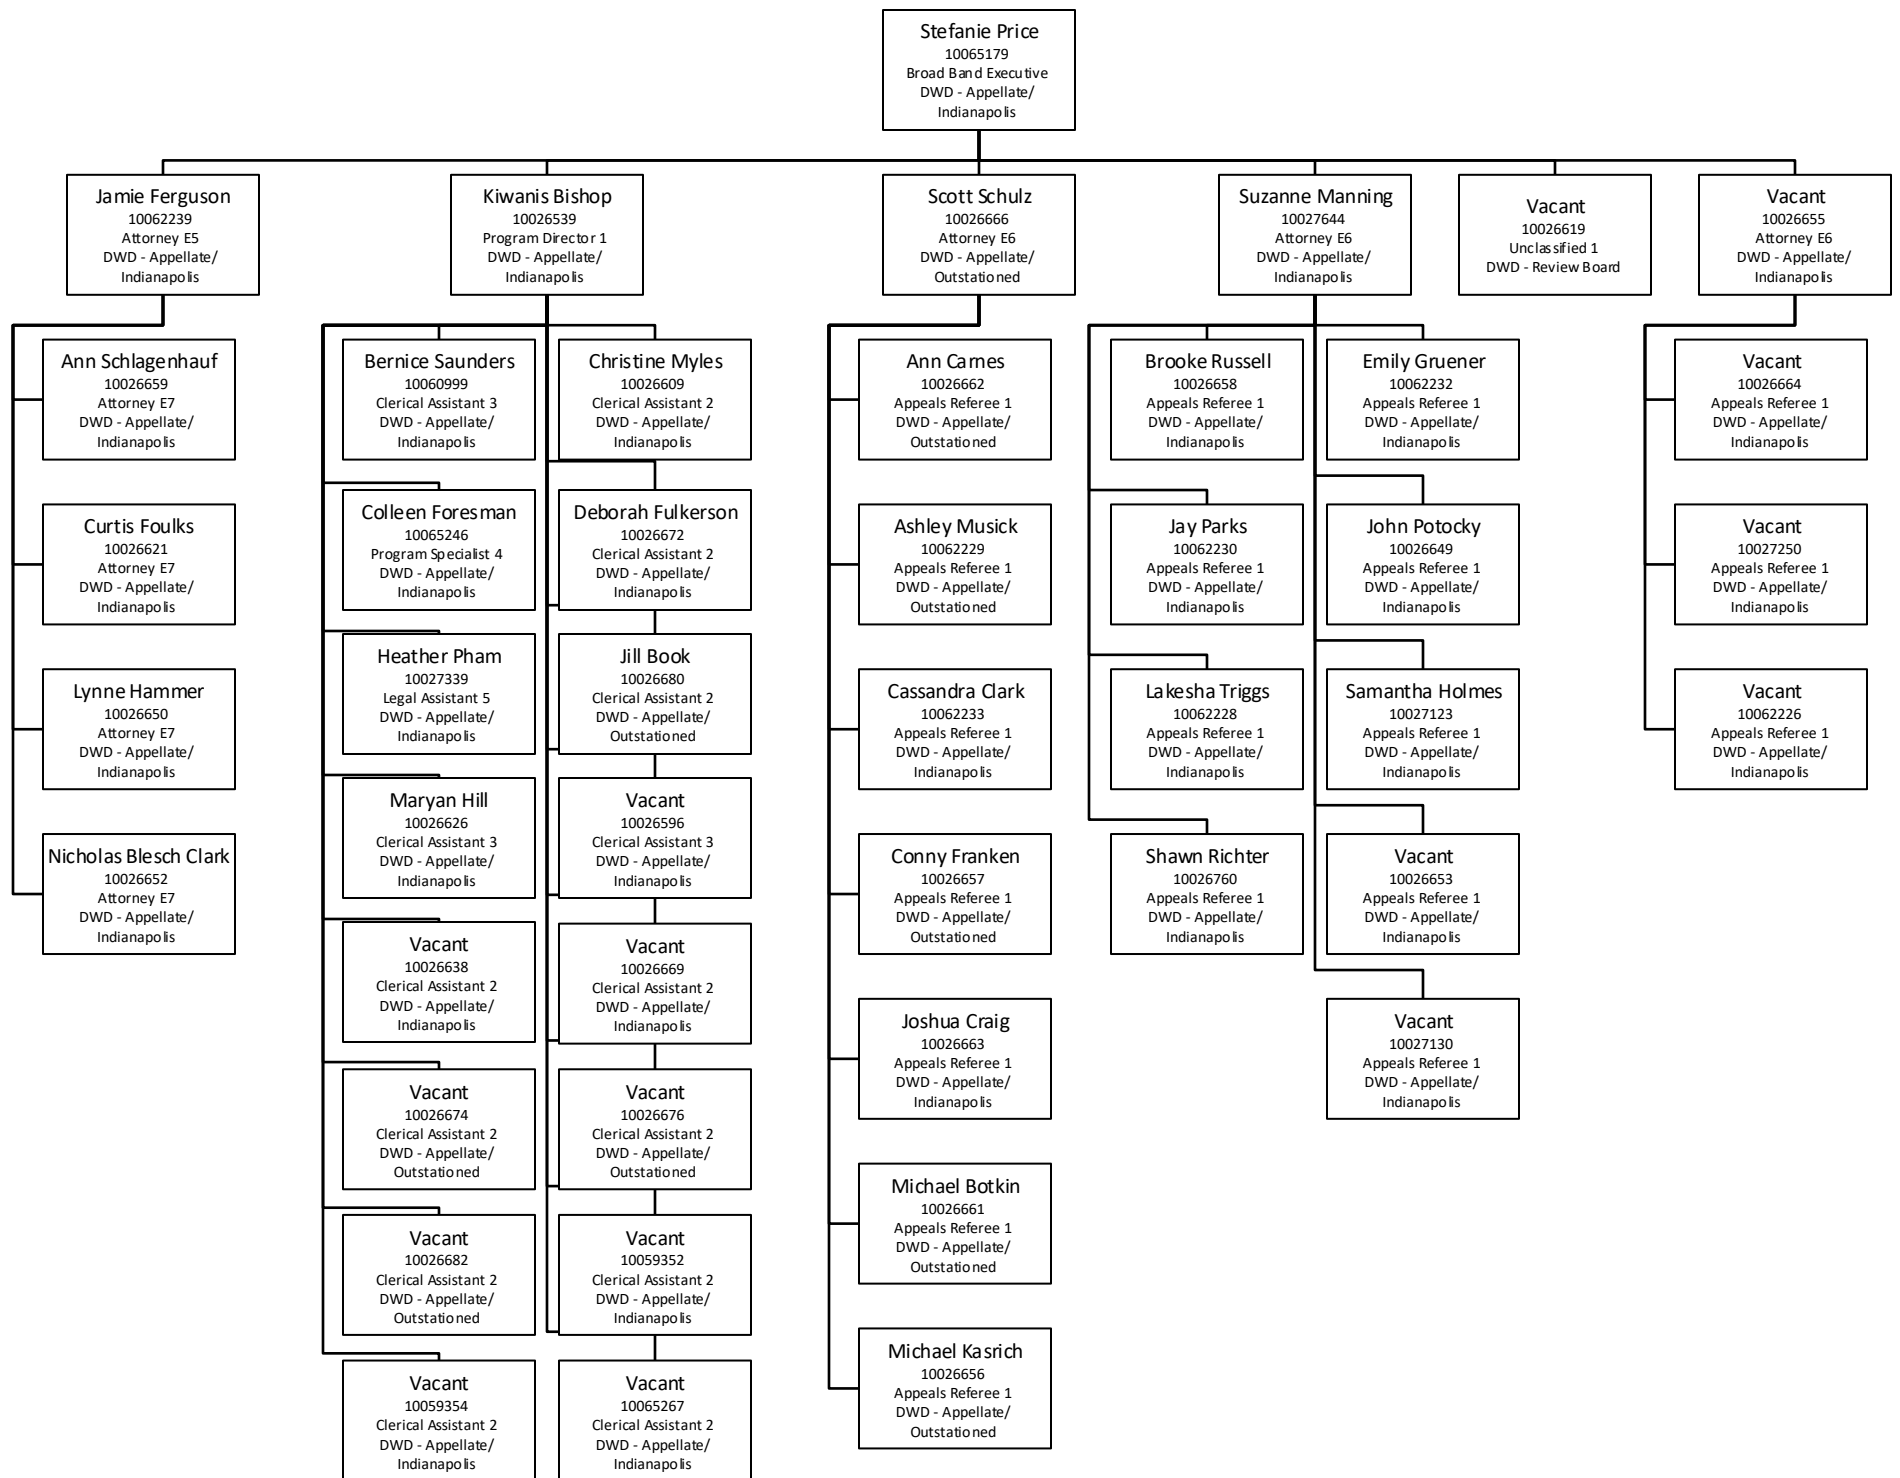 Stefanie Price
10065179
Broad Band Executive
DWD - Appellate/
Indianapolis
Jamie Ferguson
10062239
Attorney E5
DWD - Appellate/
Indianapolis
Kiwanis Bishop
10026539
Program Director 1
DWD - Appellate/
Indianapolis
Scott Schulz
10026666
Attorney E6
DWD - Appellate/
Outstationed
Suzanne Manning
10027644
Attorney E6
DWD - Appellate/
Indianapolis
Vacant
10026619
Unclassified 1
DWD - Review Board
Vacant
10026655
Attorney E6
DWD - Appellate/
Indianapolis
Ann Schlagenhauf
10026659
Attorney E7
DWD - Appellate/
Indianapolis
Curtis Foulks
10026621
Attorney E7
DWD - Appellate/
Indianapolis
Lynne Hammer
10026650
Attorney E7
DWD - Appellate/
Indianapolis
Nicholas Blesch Clark
10026652
Attorney E7
DWD - Appellate/
Indianapolis
Bernice Saunders
10060999
Clerical Assistant 3
DWD - Appellate/
Indianapolis
Colleen Foresman
10065246
Program Specialist 4
DWD - Appellate/
Indianapolis
Heather Pham
10027339
Legal Assistant 5
DWD - Appellate/
Indianapolis
Maryan Hill
10026626
Clerical Assistant 3
DWD - Appellate/
Indianapolis
Vacant
10026638
Clerical Assistant 2
DWD - Appellate/
Indianapolis
Vacant
10026674
Clerical Assistant 2
DWD - Appellate/
Outstationed
Vacant
10026682
Clerical Assistant 2
DWD - Appellate/
Outstationed
Vacant
10059354
Clerical Assistant 2
DWD - Appellate/
Indianapolis
Christine Myles
10026609
Clerical Assistant 2
DWD - Appellate/
Indianapolis
Deborah Fulkerson
10026672
Clerical Assistant 2
DWD - Appellate/
Indianapolis
Jill Book
10026680
Clerical Assistant 2
DWD - Appellate/
Outstationed
Vacant
10026596
Clerical Assistant 3
DWD - Appellate/
Indianapolis
Vacant
10026669
Clerical Assistant 2
DWD - Appellate/
Indianapolis
Vacant
10026676
Clerical Assistant 2
DWD - Appellate/
Outstationed
Vacant
10059352
Clerical Assistant 2
DWD - Appellate/
Indianapolis
Vacant
10065267
Clerical Assistant 2
DWD - Appellate/
Indianapolis
Ann Carnes
10026662
Appeals Referee 1
DWD - Appellate/
Outstationed
Ashley Musick
10062229
Appeals Referee 1
DWD - Appellate/
Outstationed
Cassandra Clark
10062233
Appeals Referee 1
DWD - Appellate/
Indianapolis
Conny Franken
10026657
Appeals Referee 1
DWD - Appellate/
Outstationed
Joshua Craig
10026663
Appeals Referee 1
DWD - Appellate/
Indianapolis
Michael Botkin
10026661
Appeals Referee 1
DWD - Appellate/
Outstationed
Michael Kasrich
10026656
Appeals Referee 1
DWD - Appellate/
Outstationed
Brooke Russell
10026658
Appeals Referee 1
DWD - Appellate/
Indianapolis
Jay Parks
10062230
Appeals Referee 1
DWD - Appellate/
Indianapolis
Lakesha Triggs
10062228
Appeals Referee 1
DWD - Appellate/
Indianapolis
Shawn Richter
10026760
Appeals Referee 1
DWD - Appellate/
Indianapolis
Emily Gruener
10062232
Appeals Referee 1
DWD - Appellate/
Indianapolis
John Potocky
10026649
Appeals Referee 1
DWD - Appellate/
Indianapolis
Samantha Holmes
10027123
Appeals Referee 1
DWD - Appellate/
Indianapolis
Vacant
10026653
Appeals Referee 1
DWD - Appellate/
Indianapolis
Vacant
10027130
Appeals Referee 1
DWD - Appellate/
Indianapolis
Vacant
10026664
Appeals Referee 1
DWD - Appellate/
Indianapolis
Vacant
10027250
Appeals Referee 1
DWD - Appellate/
Indianapolis
Vacant
10062226
Appeals Referee 1
DWD - Appellate/
Indianapolis